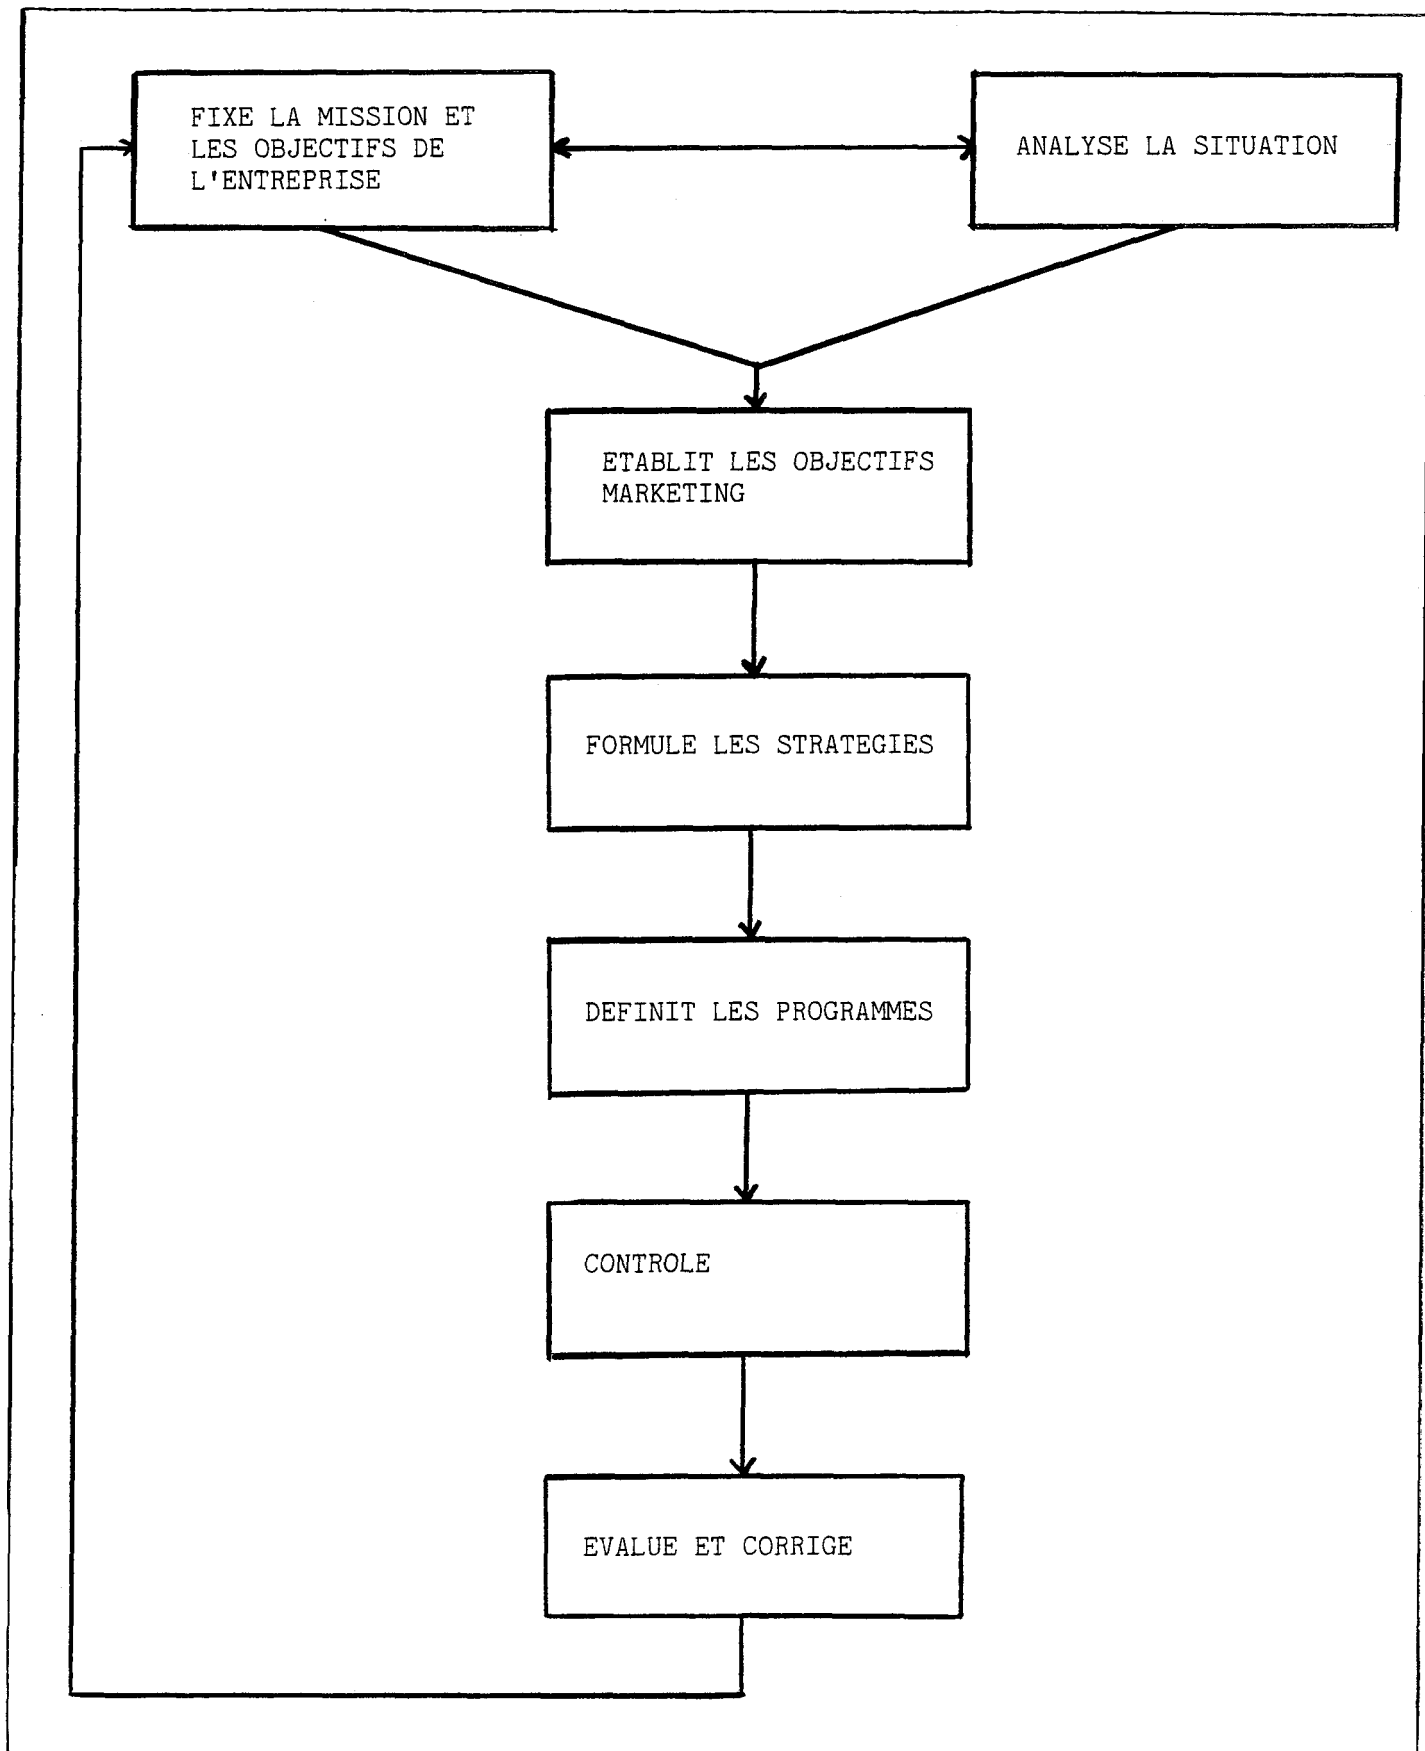 FIXE LA MISSION ET
LES OBJECTIFS DE
L'ENTREPRISE
ANALYSE LA SITUATION
ETABLIT LES OBJECTIFS
MARKETING
FORMULE LES STRATEGIES
DEFINIT LES PROGRAMMES
CONTROLE
EVALUE ET CORRIGE